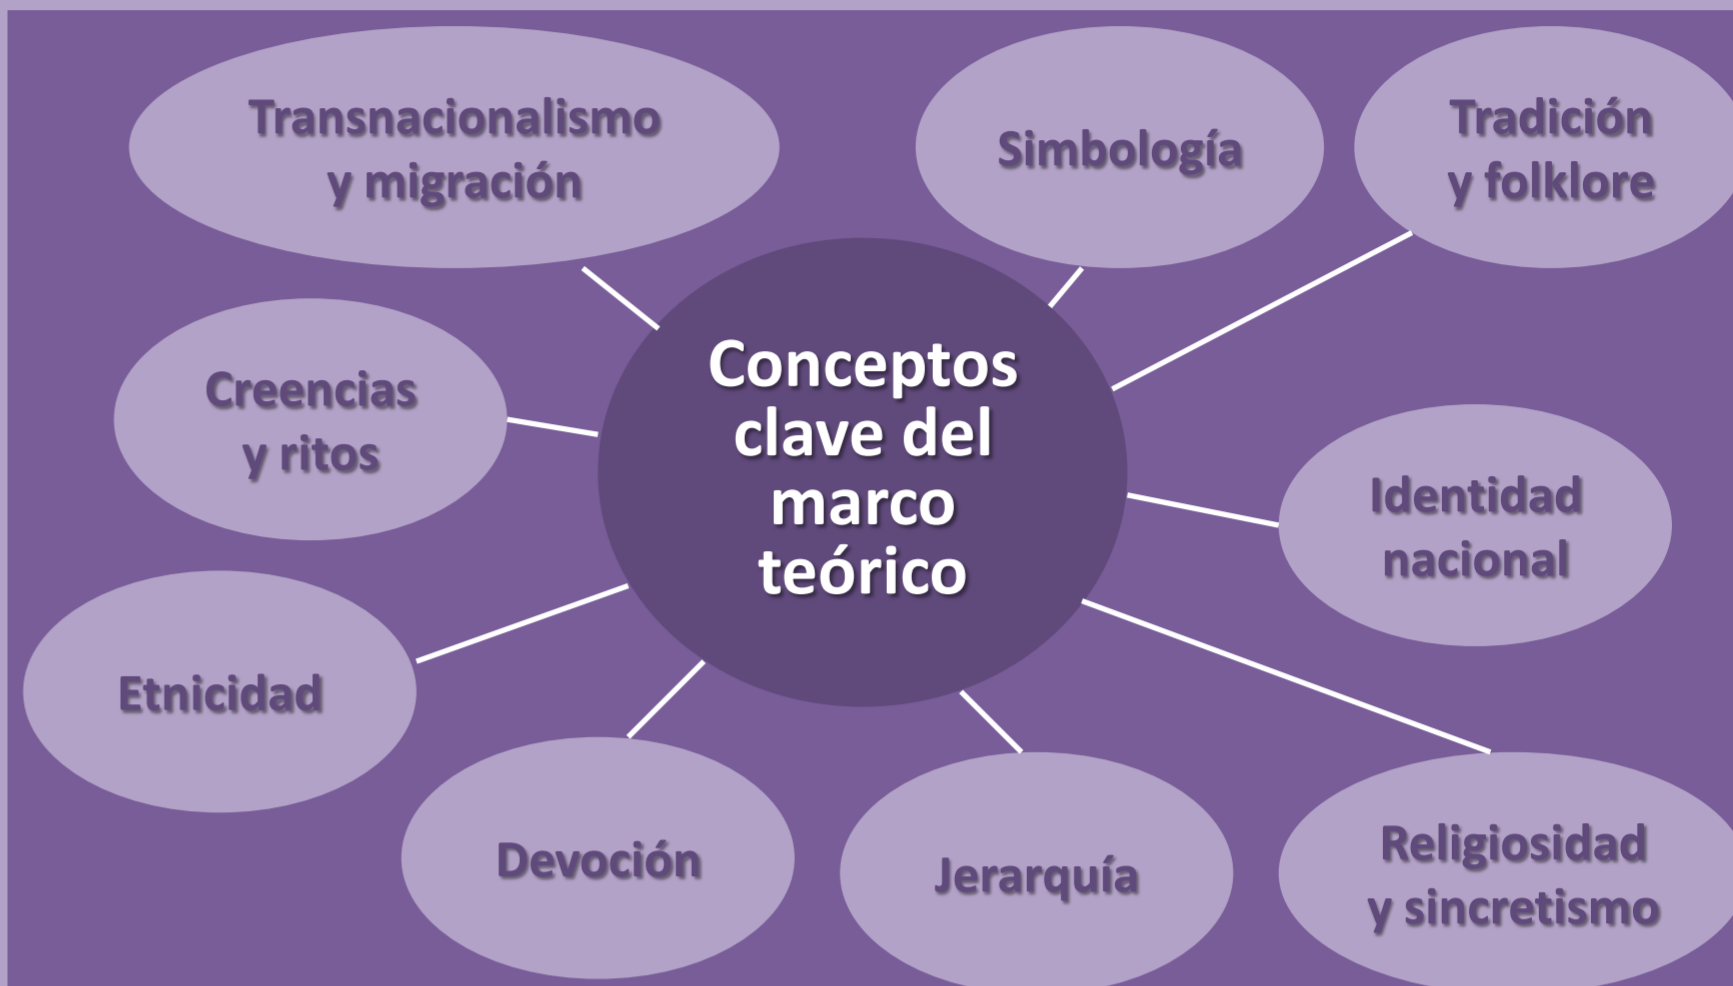 Transnacionalismo
y migración
Simbología
Tradición
y folklore
Creencias
y ritos
Conceptos
clave del
marco
teórico
Identidad
nacional
Etnicidad
Devoción
Jerarquía
Religiosidad
y sincretismo